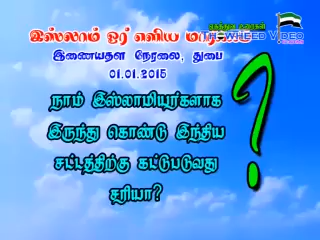 இஸ்லாம் ஓர் எளிய மார்க்கம்
இணையதள நேரலை, துபை
01.01.2015
நாம் இஸ்லாமியர்களாக
இருந்து கொண்டு இந்திய
சட்டத்திற்கு கட்டுபடுவது
சரியா?